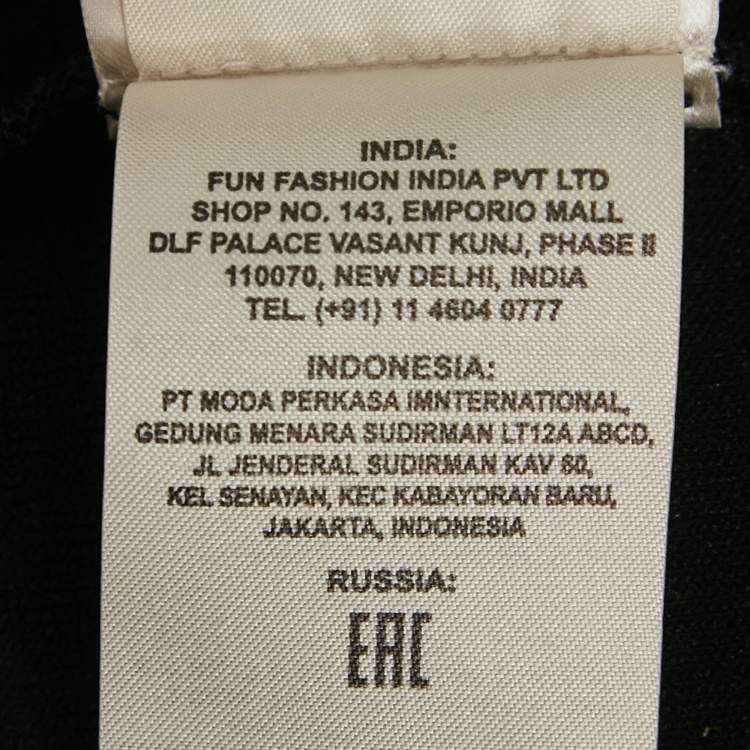 INDIA:
FUN FASHION INDIA PVT LTD
SHOP NO. 143, EMPORIO MALL
DLF PALACE VASANT KUNJ, PHASE II
110070, NEW DELHI, INDIA
TEL. (+91) 11 4604 0777
INDONESIA:
PT MODA PERKASA IMNTERNATIONAL,
GEDUNG MENARA SUDIRMAN LT12A ABCD,
JL JENDERAL SUDIRMAN KAV 60,
KEL SENAYAN, KEC KABAYORAN BARU,
JAKARTA, INDONESIA
RUSSIA:
EAC